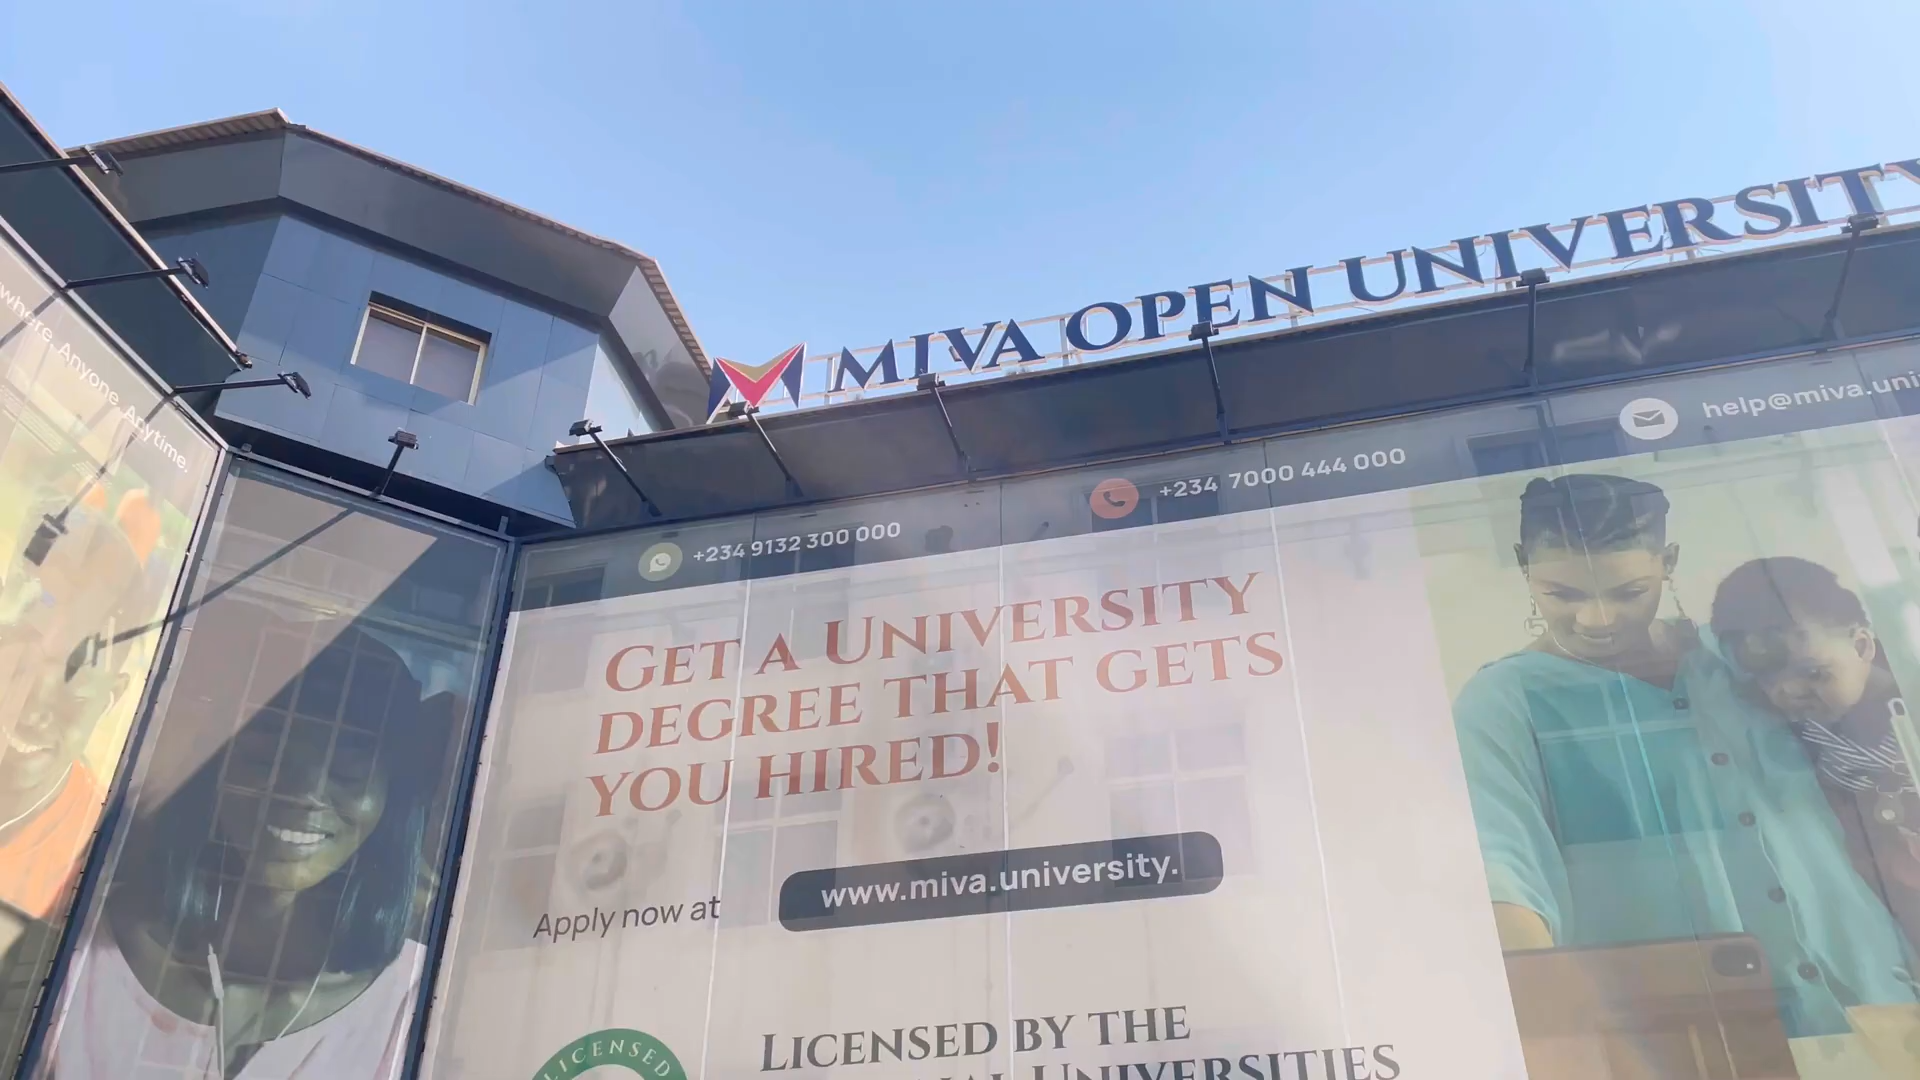 MIVA OPEN UNIVERSITY
where. Anyone. Anytime.
+234 9132 300 000
+234 7000 444 000
help@miva.uni
GET A UNIVERSITY
DEGREE THAT GETS
YOU HIRED!
Apply now at
www.miva.university.
LICENSED
LICENSED BY THE
UNIVERSITIES